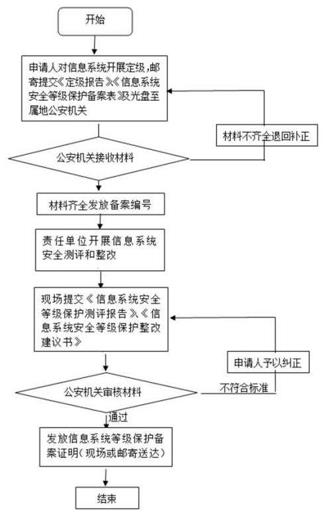 开始
申请人对信息系统开展定级，邮
寄提交《定级报告》、《信息系统
安全等级保护备案表》及光盘至
属地公安机关
材料不齐全退回补正
公安机关接收材料
材料齐全发放备案编号
责任单位开展信息系统
安全测评和整改
现场提交《信息系统安全
等级保护测评报告》、《信
息系统安全等级保护整改
建议书》
申请人予以纠正
公安机关审核材料
不符合标准
通过
发放信息系统等级保护备
案证明（现场或邮寄送达）
结束